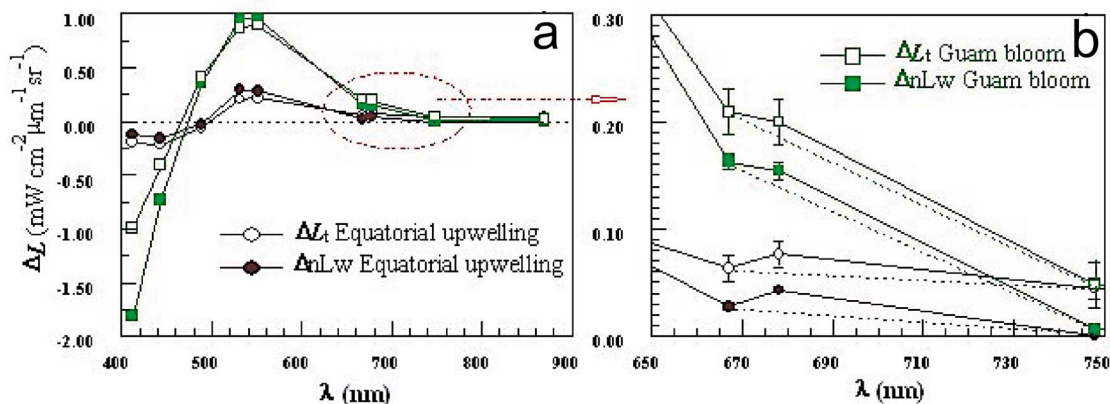 a
1.00
0.50
0.00
-0.50
-1.00
-1.50
-2.00
ΔL (mW cm⁻² μm⁻¹ sr⁻¹)
ΔLt Equatorial upwelling
ΔnLw Equatorial upwelling
400 500 600 700 800 900
λ (nm)
b
0.30
0.20
0.10
0.00
ΔLt Guam bloom
ΔnLw Guam bloom
650 670 690 710 730 750
λ (nm)